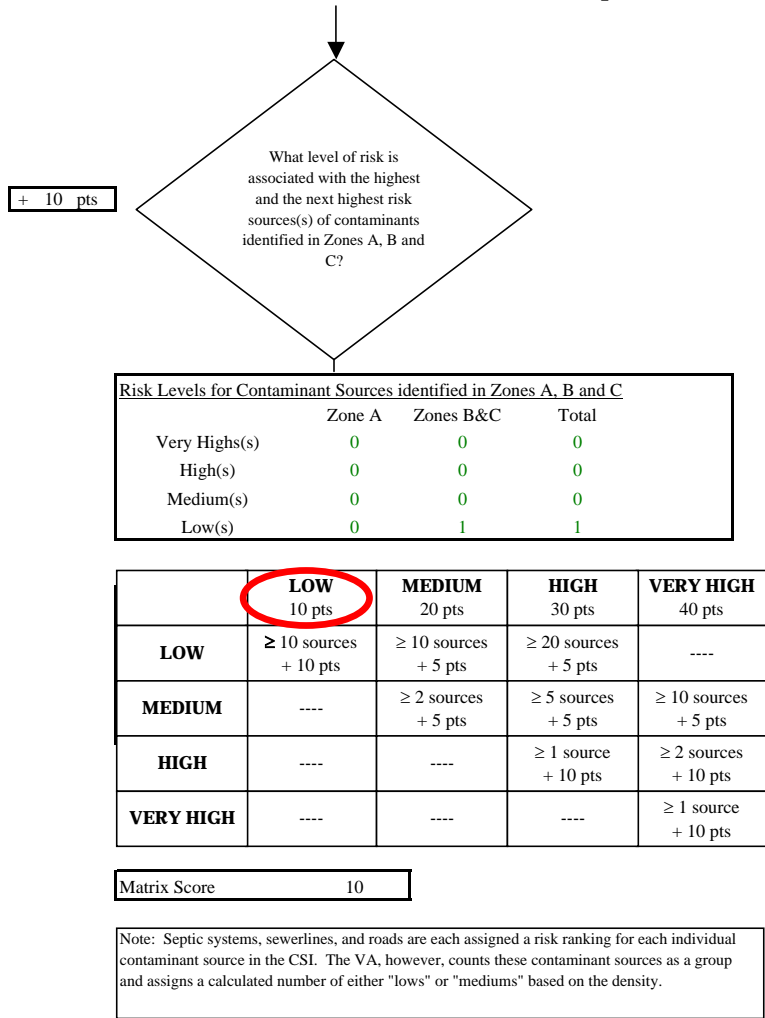 What level of risk is
associated with the highest
and the next highest risk
sources(s) of contaminants
identified in Zones A, B and
C?
+ 10 pts
Risk Levels for Contaminant Sources identified in Zones A, B and C
Zone A Zones B&C Total
Very Highs(s) 0 0 0
High(s) 0 0 0
Medium(s) 0 0 0
Low(s) 0 1 1
LOW MEDIUM HIGH VERY HIGH
10 pts 20 pts 30 pts 40 pts
LOW ≥ 10 sources ≥ 10 sources ≥ 20 sources ----
+ 10 pts + 5 pts + 5 pts
MEDIUM ---- ≥ 2 sources ≥ 5 sources ≥ 10 sources
+ 5 pts + 5 pts + 5 pts
HIGH ---- ---- ≥ 1 source ≥ 2 sources
+ 10 pts + 10 pts
VERY HIGH ---- ---- ---- ≥ 1 source
+ 10 pts
Matrix Score 10
Note: Septic systems, sewerlines, and roads are each assigned a risk ranking for each individual
contaminant source in the CSI. The VA, however, counts these contaminant sources as a group
and assigns a calculated number of either "lows" or "mediums" based on the density.